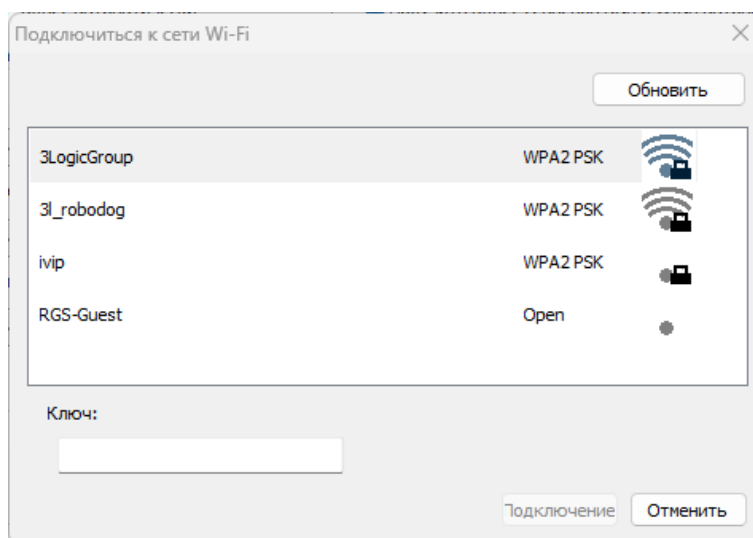 Подключиться к сети Wi-Fi
Обновить
3LogicGroup WPA2 PSK
3l_robodog WPA2 PSK
ivip WPA2 PSK
RGS-Guest Open
Ключ:
Подключение Отменить